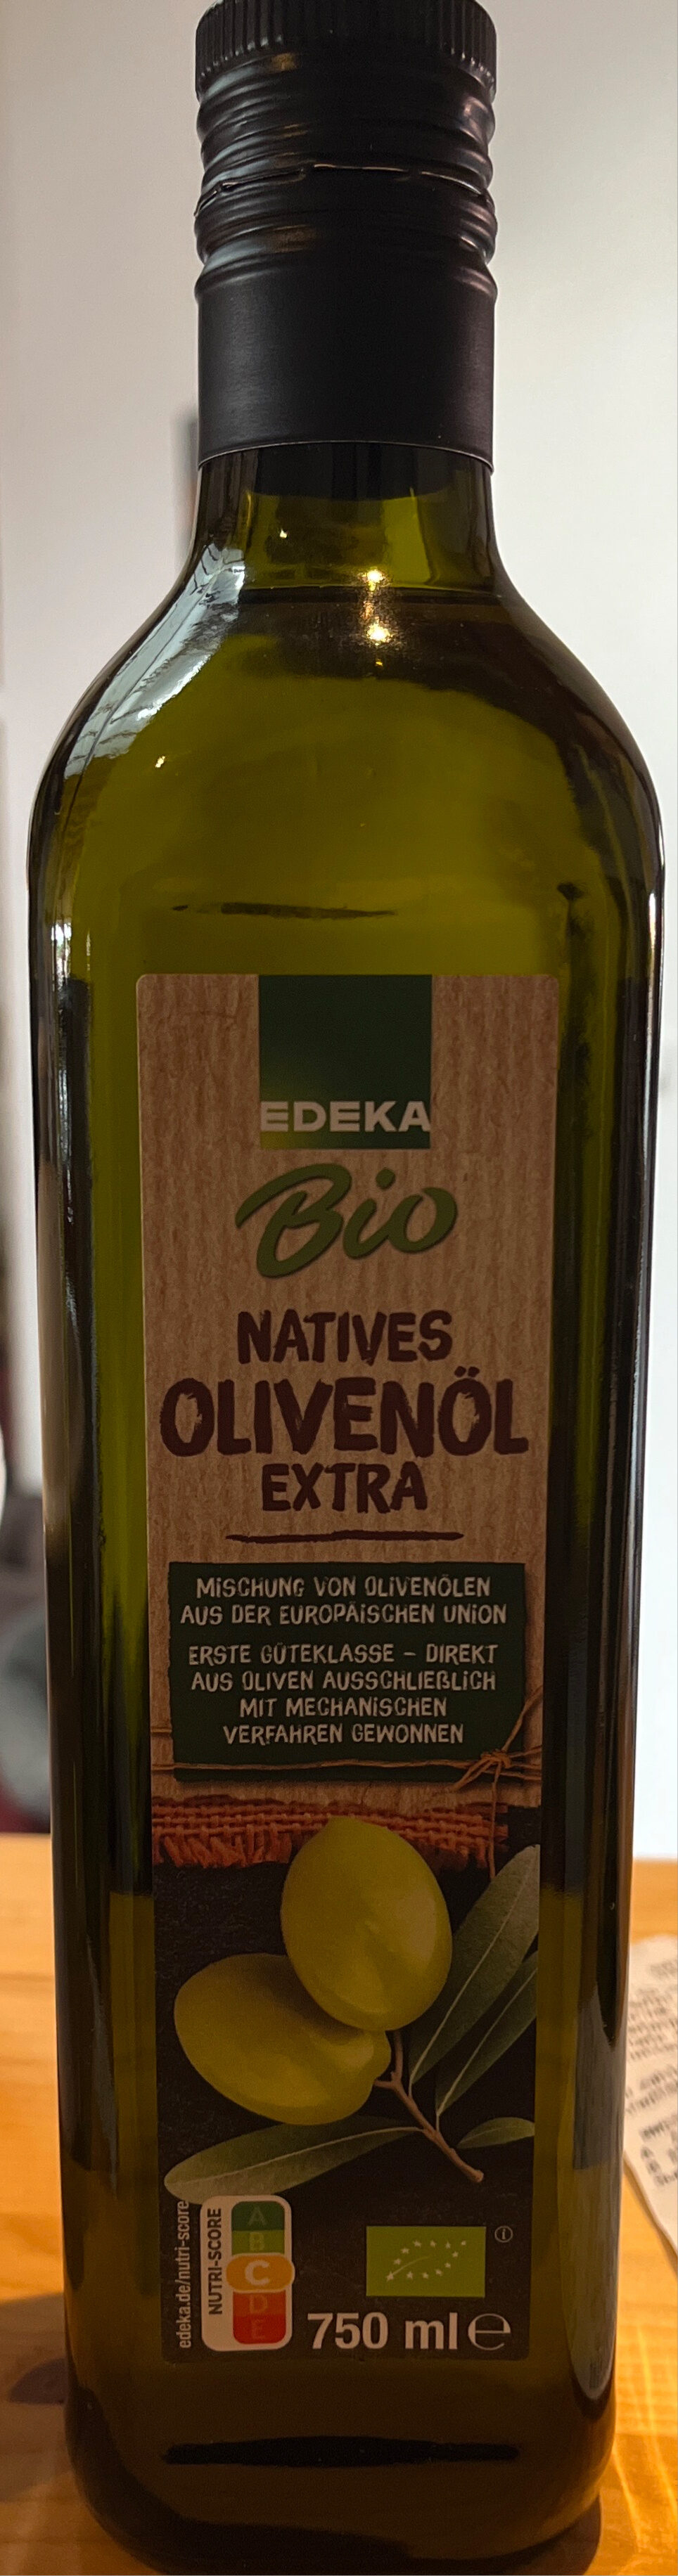 EDEKA
Bio
NATIVES
OLIVENÖL
EXTRA
MISCHUNG VON OLIVENÖLEN
AUS DER EUROPÄISCHEN UNION
ERSTE GÜTEKLASSE – DIREKT
AUS OLIVEN AUSSCHLIEßLICH
MIT MECHANISCHEN
VERFAHREN GEWONNEN
edeka.de/nutri-score
NUTRI-SCORE
A
B
C
D
E
750 ml ℮